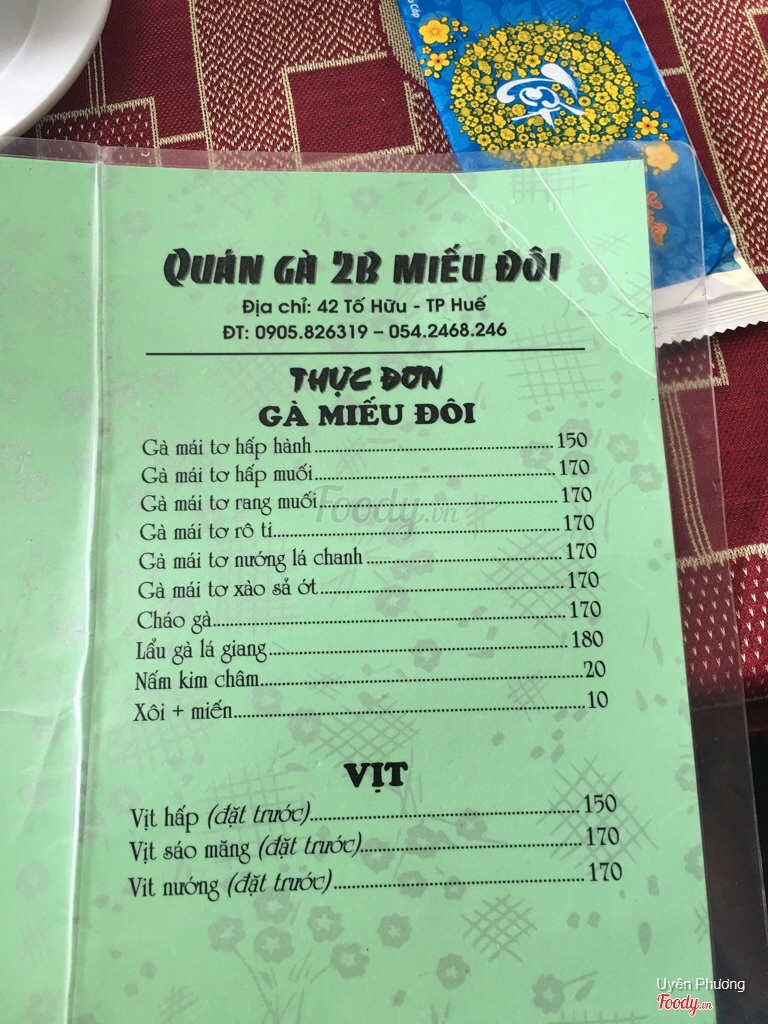 QUÁN GÀ 2B MIẾU ĐÔI
Địa chỉ: 42 Tố Hữu - TP Huế
ĐT: 0905.826319 – 054.2468.246
THỰC ĐƠN
GÀ MIẾU ĐÔI
Gà mái tơ hấp hành 150
Gà mái tơ hấp muối 170
Gà mái tơ rang muối 170
Gà mái tơ rô ti 170
Gà mái tơ nướng lá chanh 170
Gà mái tơ xào sả ớt 170
Cháo gà 170
Lẩu gà lá giang 180
Nấm kim châm 20
Xôi + miến 10
VỊT
Vịt hấp (đặt trước) 150
Vịt sáo măng (đặt trước) 170
Vit nướng (đặt trước) 170
Foody.vn
Uyên Phương
Foody.vn